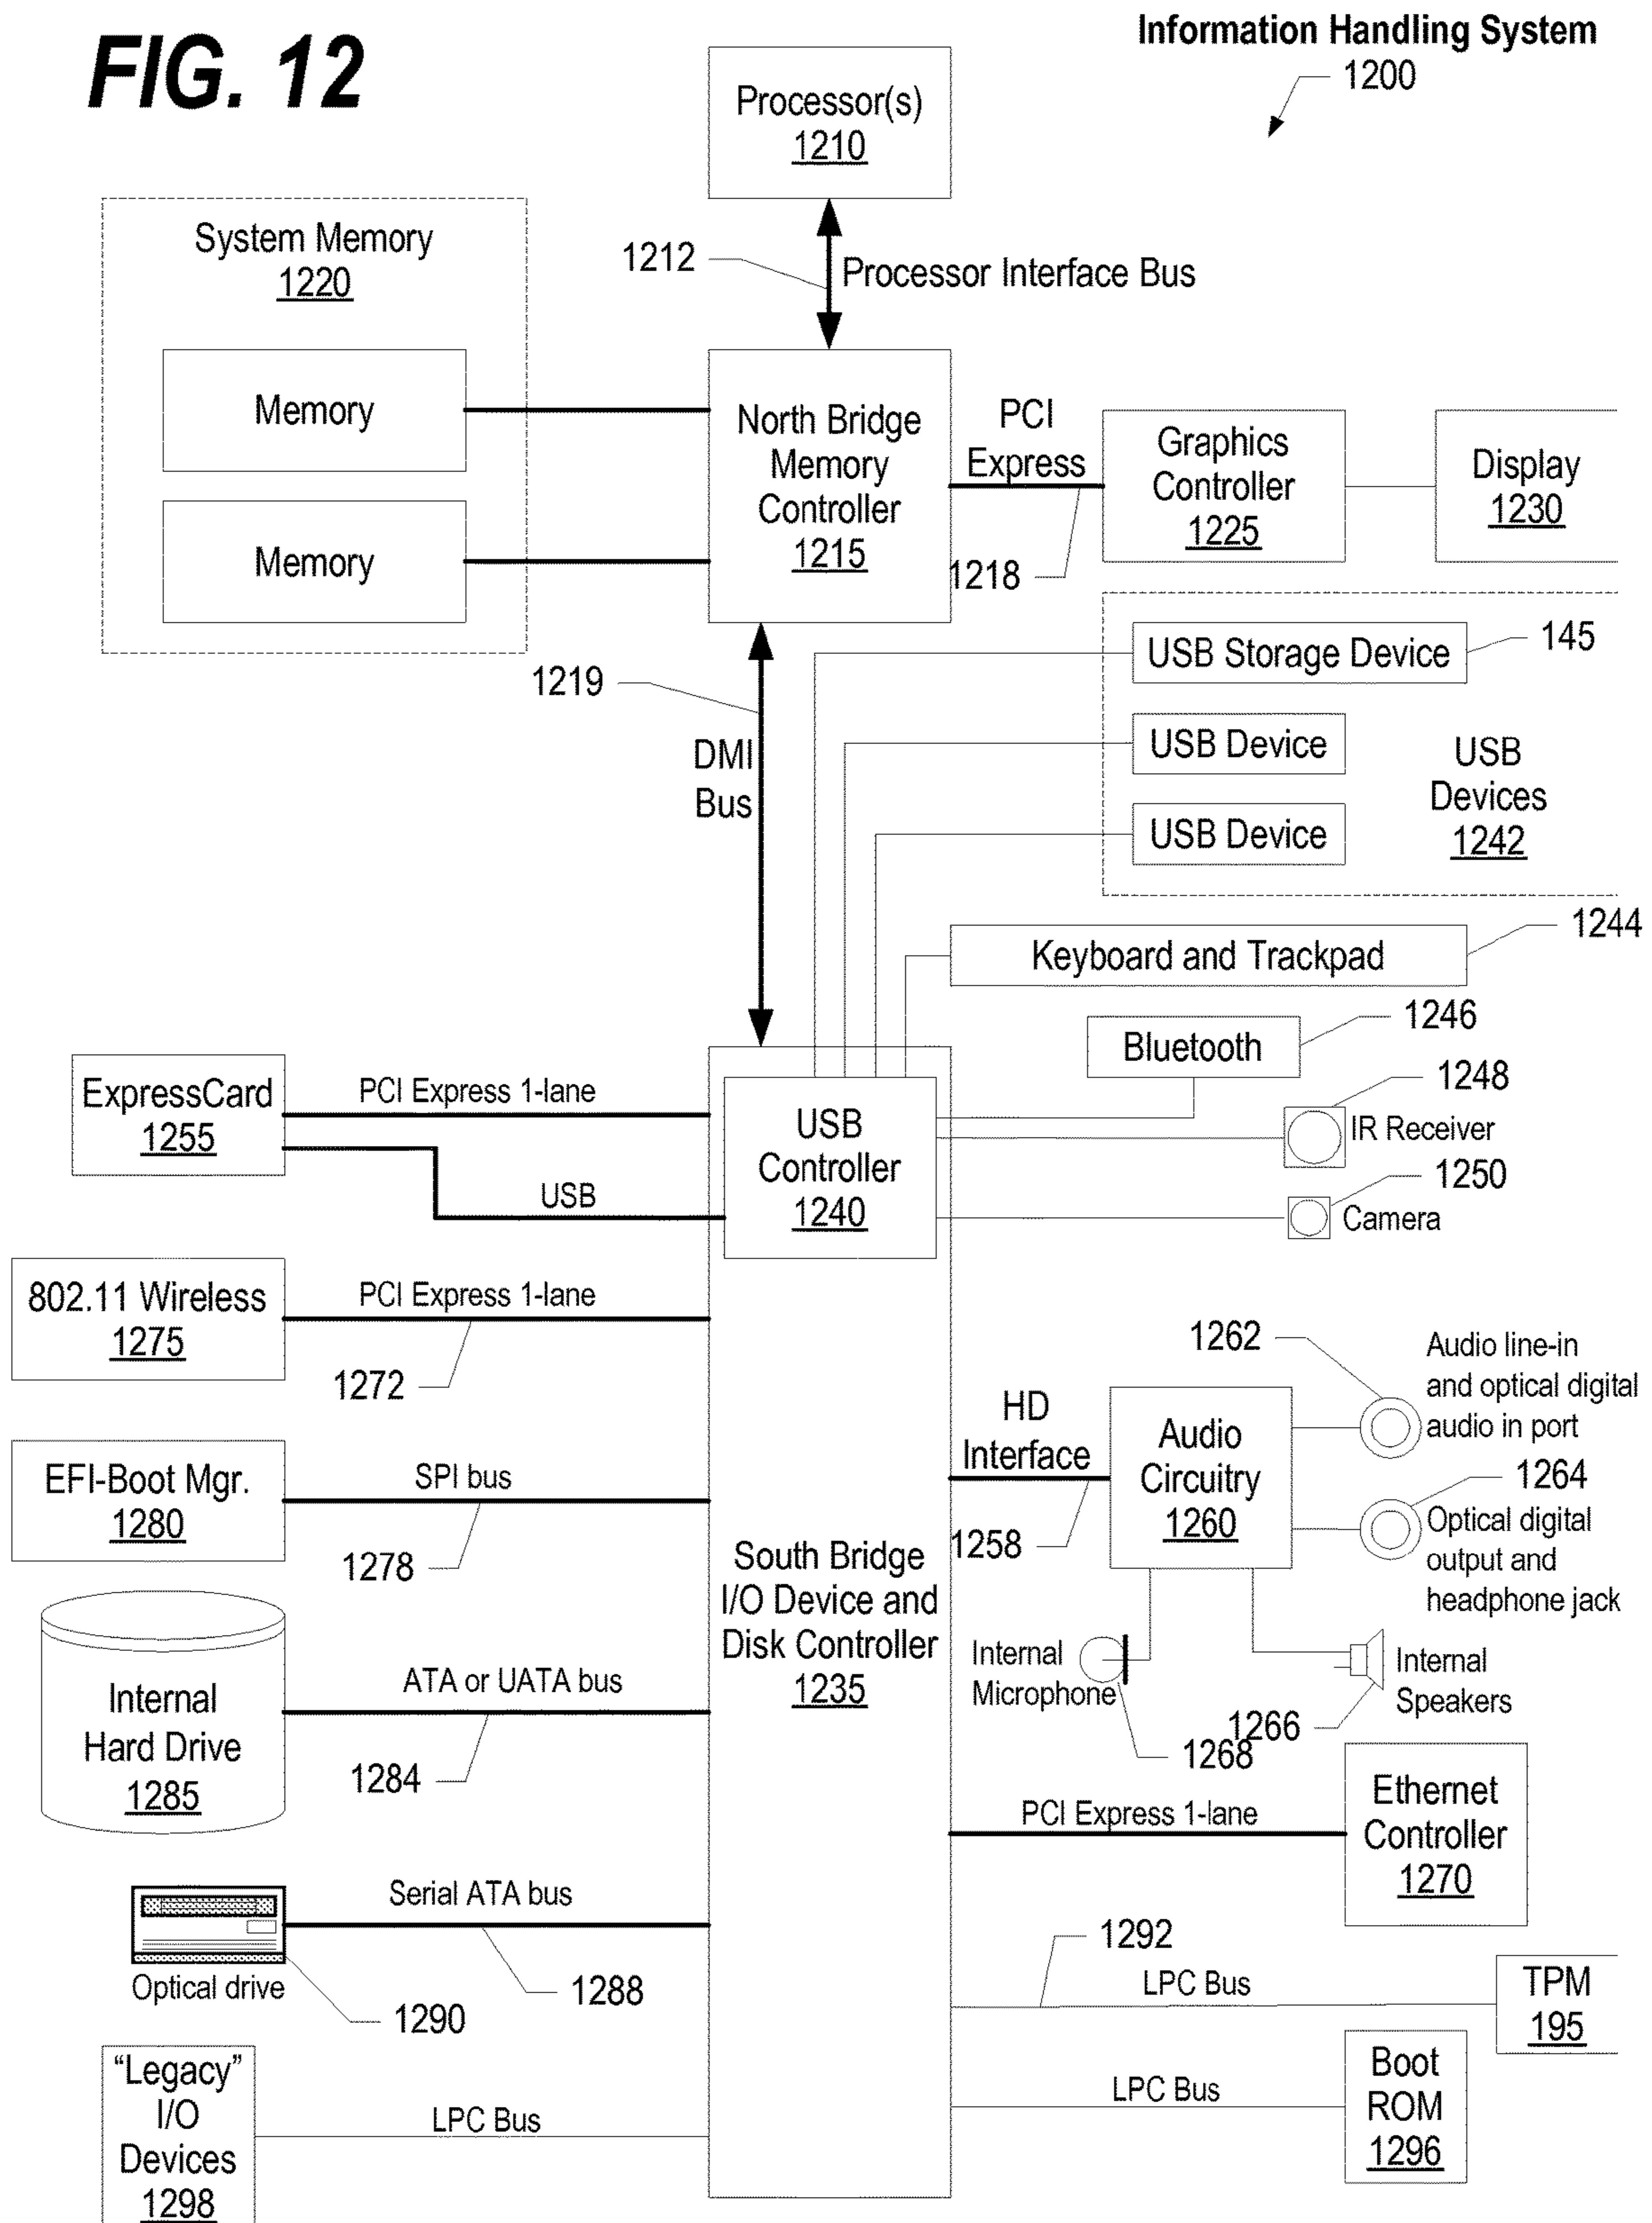 FIG. 12
Information Handling System
1200
Processor(s)
1210
System Memory
1220
1212
Processor Interface Bus
Memory
Memory
North Bridge
Memory
Controller
1215
PCI
Express
1218
Graphics
Controller
1225
Display
1230
1219
DMI
Bus
USB Storage Device
145
USB Device
USB Device
USB
Devices
1242
Keyboard and Trackpad
1244
Bluetooth
1246
1248
IR Receiver
1250
Camera
ExpressCard
1255
PCI Express 1-lane
USB
USB
Controller
1240
802.11 Wireless
1275
PCI Express 1-lane
1272
EFI-Boot Mgr.
1280
SPI bus
1278
South Bridge
I/O Device and
Disk Controller
1235
HD
Interface
1258
Audio
Circuitry
1260
1262
Audio line-in
and optical digital
audio in port
1264
Optical digital
output and
headphone jack
Internal
Microphone
1268
Internal
Speakers
1266
Internal
Hard Drive
1285
ATA or UATA bus
1284
PCI Express 1-lane
Ethernet
Controller
1270
Serial ATA bus
1288
Optical drive
1290
1292
LPC Bus
TPM
195
LPC Bus
Boot
ROM
1296
“Legacy”
I/O
Devices
1298
LPC Bus